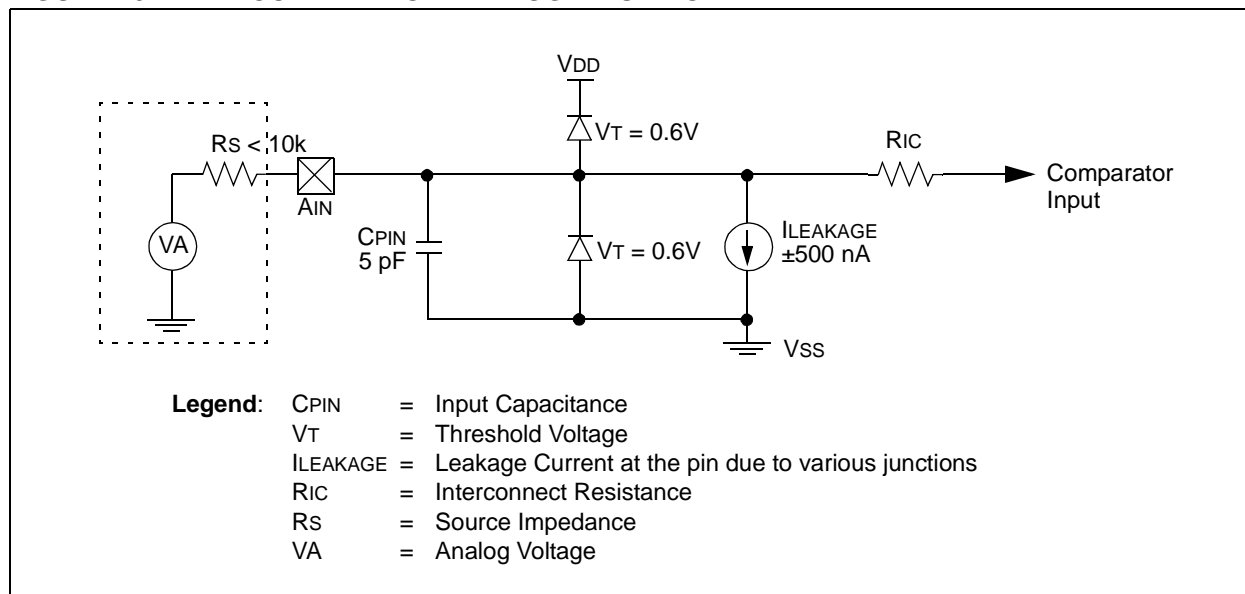 VDD
VT = 0.6V
RS < 10k
RIC
AIN
Comparator
Input
VA
CPIN
5 pF
VT = 0.6V
ILEAKAGE
±500 nA
VSS
Legend: CPIN = Input Capacitance
VT = Threshold Voltage
ILEAKAGE = Leakage Current at the pin due to various junctions
RIC = Interconnect Resistance
RS = Source Impedance
VA = Analog Voltage